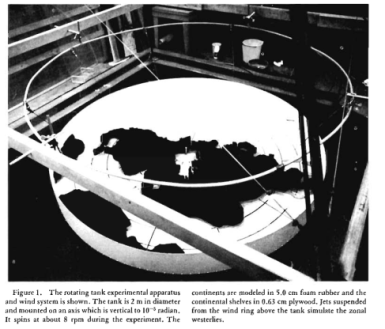 Figure 1. The rotating tank experimental apparatus
and wind system is shown. The tank is 2 m in diameter
and mounted on an axis which is vertical to 10⁻⁵ radian.
It spins at about 8 rpm during the experiment. The
continents are modeled in 5.0 cm foam rubber and the
continental shelves in 0.63 cm plywood. Jets suspended
from the wind ring above the tank simulate the zonal
westerlies.